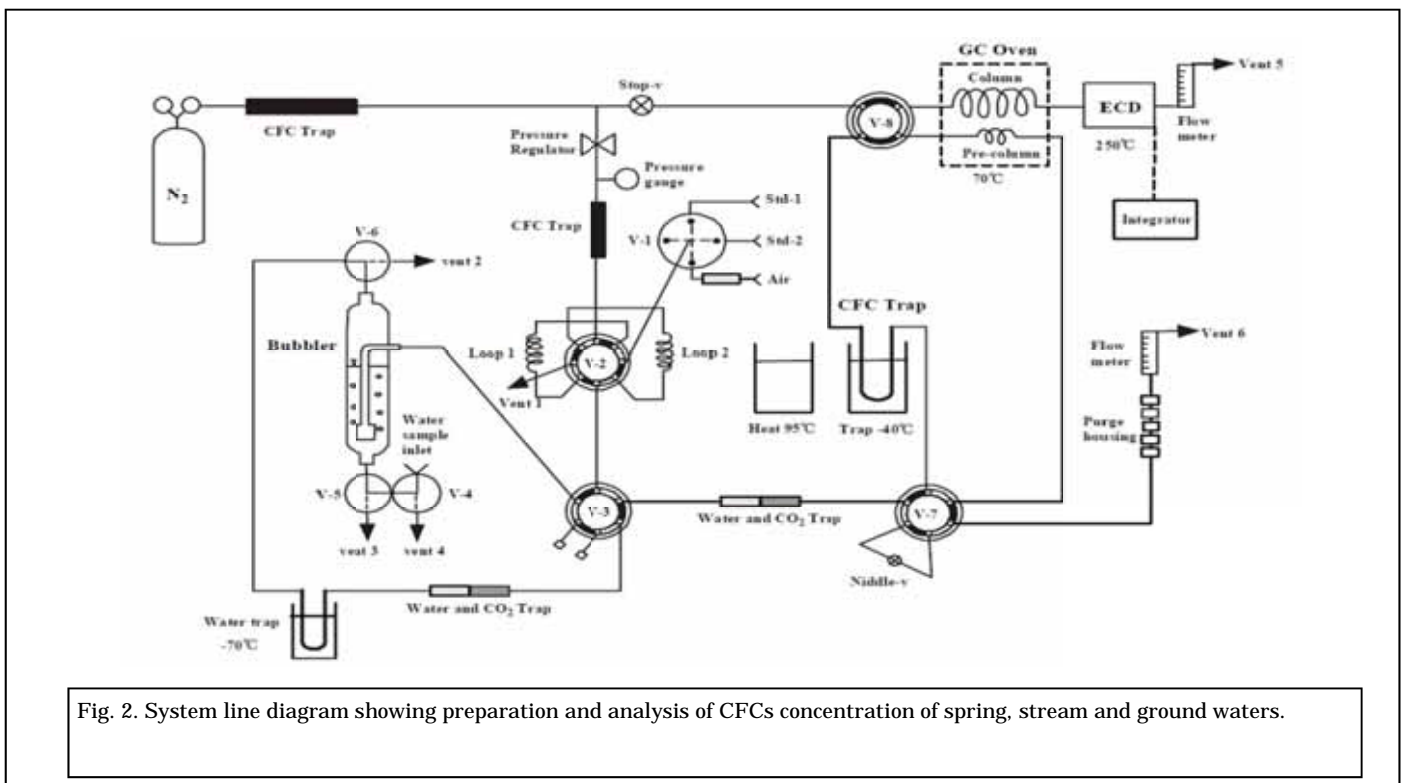 GC Oven
Column
Vent 5
Stop-v
V-8
ECD
CFC Trap
Flow
meter
Pressure
Regulator
Pre-column
250℃
70℃
N₂
Pressure
gauge
Std-1
Integrator
V-6
CFC Trap
V-1
Std-2
vent 2
Air
CFC Trap
Bubbler
Loop 1
V-2
Loop 2
Flow
meter
Vent 6
Vent 1
Water
sample
inlet
Heat 95℃
Trap -40℃
Purge
housing
V-5
V-4
V-3
V-7
Water and CO₂ Trap
vent 3
vent 4
Niddle-v
Water and CO₂ Trap
Water trap
-70℃
Fig. 2. System line diagram showing preparation and analysis of CFCs concentration of spring, stream and ground waters.